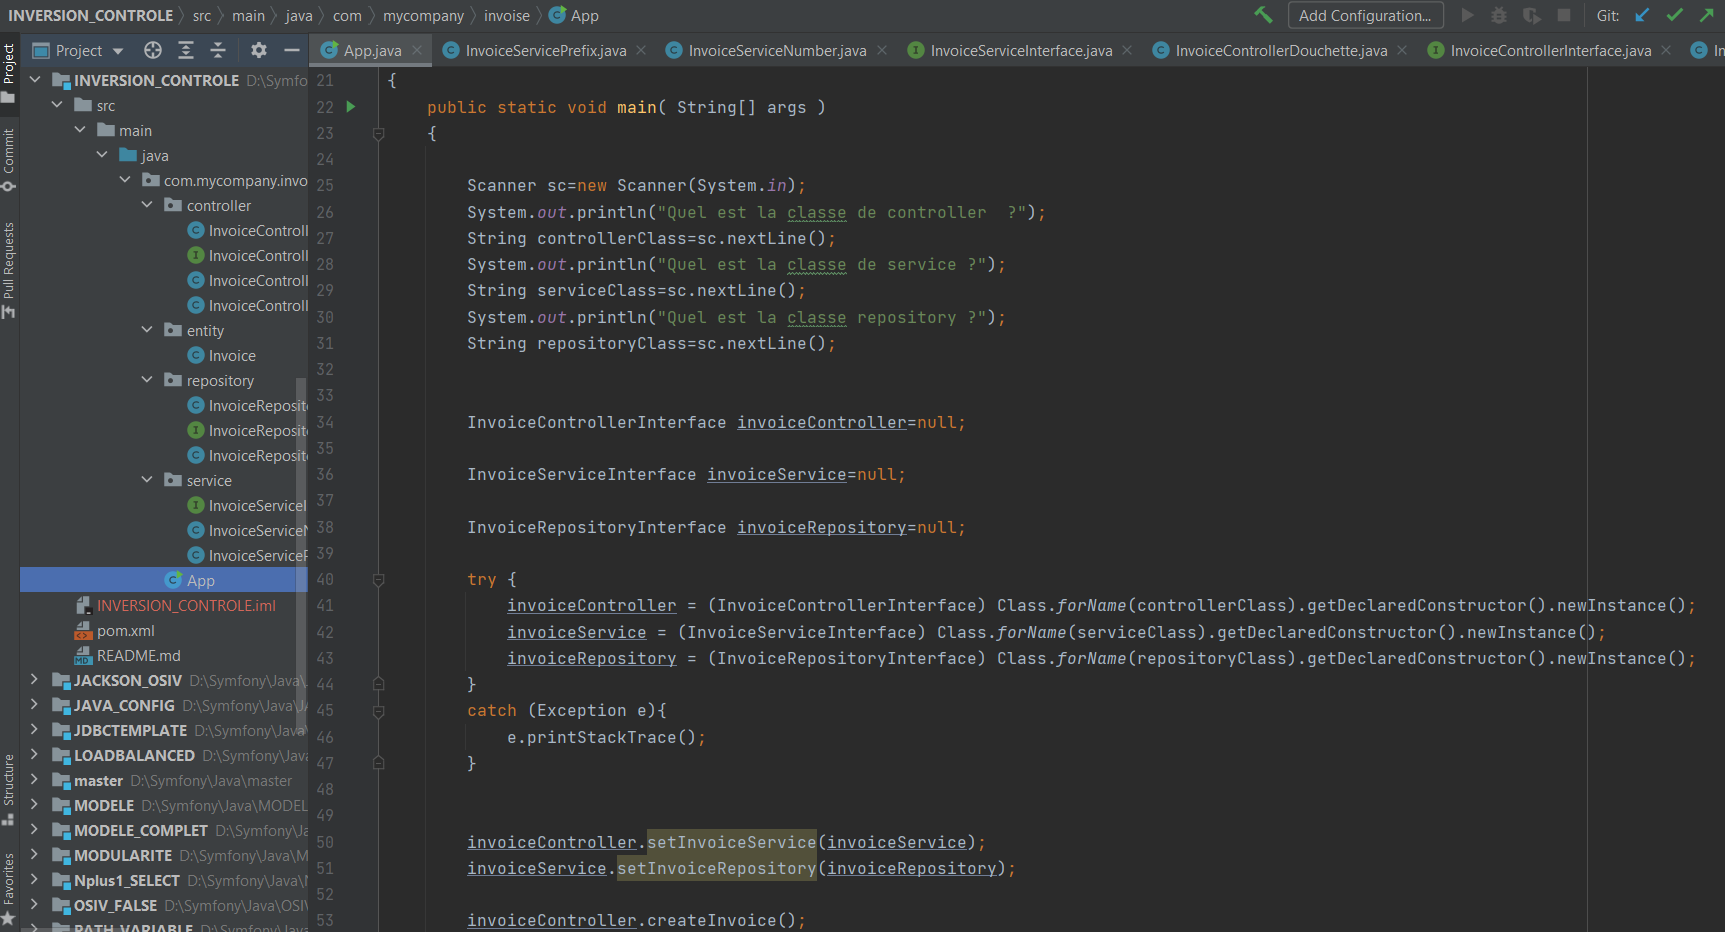 INVERSION_CONTROLE src main java com mycompany invoise App Add Configuration... Git:
Project App.java InvoiceServicePrefix.java InvoiceServiceNumber.java InvoiceServiceInterface.java InvoiceControllerDouchette.java InvoiceControllerInterface.java In
Project
Commit
Pull Requests
Structure
Favorites
INVERSION_CONTROLE D:\Symfo
src
main
java
com.mycompany.invo
controller
InvoiceControll
InvoiceControll
InvoiceControll
InvoiceControll
entity
Invoice
repository
InvoiceReposit
InvoiceReposit
InvoiceReposit
service
InvoiceServiceI
InvoiceServiceN
InvoiceServiceP
App
INVERSION_CONTROLE.iml
pom.xml
README.md
JACKSON_OSIV D:\Symfony\Java\
JAVA_CONFIG D:\Symfony\Java\JA
JDBCTEMPLATE D:\Symfony\Java\
LOADBALANCED D:\Symfony\Java
master D:\Symfony\Java\master
MODELE D:\Symfony\Java\MODEL
MODELE_COMPLET D:\Symfony\Ja
MODULARITE D:\Symfony\Java\M
Nplus1_SELECT D:\Symfony\Java\N
OSIV_FALSE D:\Symfony\Java\OSIV
PATH_VARIABLE D:\Symfony\Java
21 {
22 public static void main( String[] args )
23 {
24
25 Scanner sc=new Scanner(System.in);
26 System.out.println("Quel est la classe de controller  ?");
27 String controllerClass=sc.nextLine();
28 System.out.println("Quel est la classe de service ?");
29 String serviceClass=sc.nextLine();
30 System.out.println("Quel est la classe repository ?");
31 String repositoryClass=sc.nextLine();
32
33
34 InvoiceControllerInterface invoiceController=null;
35
36 InvoiceServiceInterface invoiceService=null;
37
38 InvoiceRepositoryInterface invoiceRepository=null;
39
40 try {
41 invoiceController = (InvoiceControllerInterface) Class.forName(controllerClass).getDeclaredConstructor().newInstance();
42 invoiceService = (InvoiceServiceInterface) Class.forName(serviceClass).getDeclaredConstructor().newInstance();
43 invoiceRepository = (InvoiceRepositoryInterface) Class.forName(repositoryClass).getDeclaredConstructor().newInstance();
44 }
45 catch (Exception e){
46 e.printStackTrace();
47 }
48
49
50 invoiceController.setInvoiceService(invoiceService);
51 invoiceService.setInvoiceRepository(invoiceRepository);
52
53 invoiceController.createInvoice();